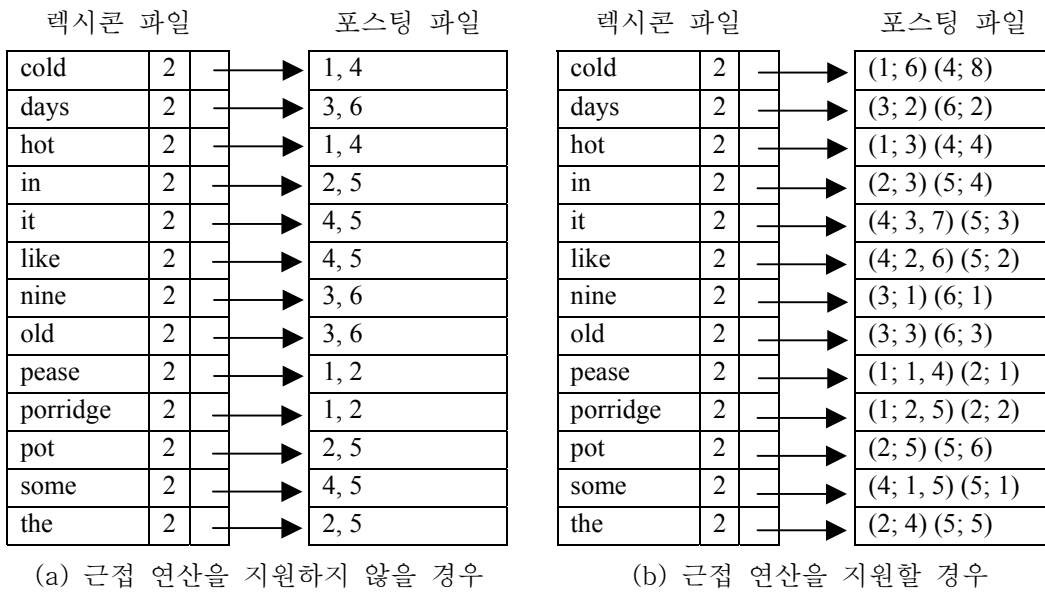 렉시콘 파일 포스팅 파일
cold 2 1, 4
days 2 3, 6
hot 2 1, 4
in 2 2, 5
it 2 4, 5
like 2 4, 5
nine 2 3, 6
old 2 3, 6
pease 2 1, 2
porridge 2 1, 2
pot 2 2, 5
some 2 4, 5
the 2 2, 5
(a) 근접 연산을 지원하지 않을 경우
렉시콘 파일 포스팅 파일
cold 2 (1; 6) (4; 8)
days 2 (3; 2) (6; 2)
hot 2 (1; 3) (4; 4)
in 2 (2; 3) (5; 4)
it 2 (4; 3, 7) (5; 3)
like 2 (4; 2, 6) (5; 2)
nine 2 (3; 1) (6; 1)
old 2 (3; 3) (6; 3)
pease 2 (1; 1, 4) (2; 1)
porridge 2 (1; 2, 5) (2; 2)
pot 2 (2; 5) (5; 6)
some 2 (4; 1, 5) (5; 1)
the 2 (2; 4) (5; 5)
(b) 근접 연산을 지원할 경우